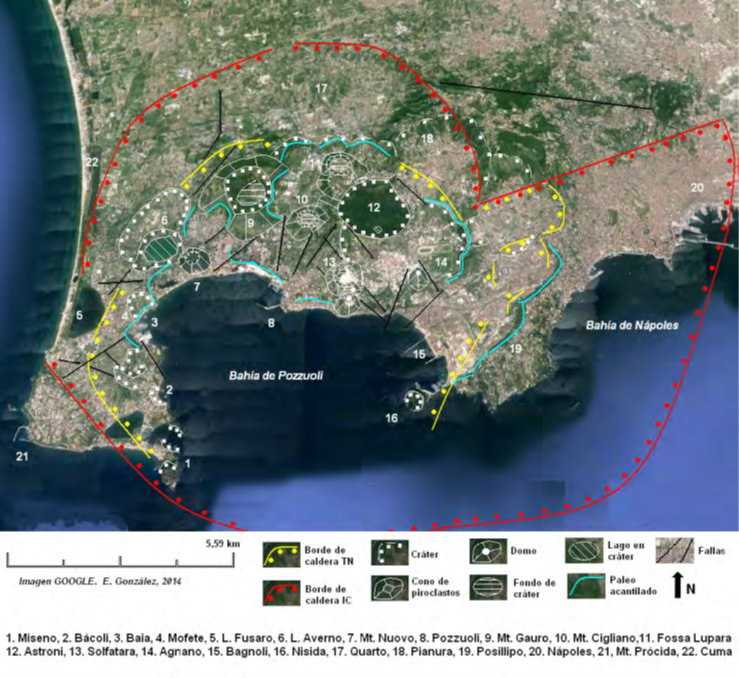 17
18
22
11
20
10
12
6
9
13
14
7
5
8
3
Bahía de Nápoles
15
19
Bahía de Pozzuoli
2
16
21
1
5,59 km
Borde de
caldera TN
Cráter
Domo
Lago en
cráter
Fallas
Imagen GOOGLE. E. González, 2014
Borde de
caldera IC
Cono de
piroclastos
Fondo de
cráter
Paleo
acantilado
N
1. Miseno, 2. Bácoli, 3. Baia, 4. Mofete, 5. L. Fusaro, 6. L. Averno, 7. Mt. Nuovo, 8. Pozzuoli, 9. Mt. Gauro, 10. Mt. Cigliano,11. Fossa Lupara
12. Astroni, 13. Solfatara, 14. Agnano, 15. Bagnoli, 16. Nisida, 17. Quarto, 18. Pianura, 19. Posillipo, 20. Nápoles, 21, Mt. Prócida, 22. Cuma